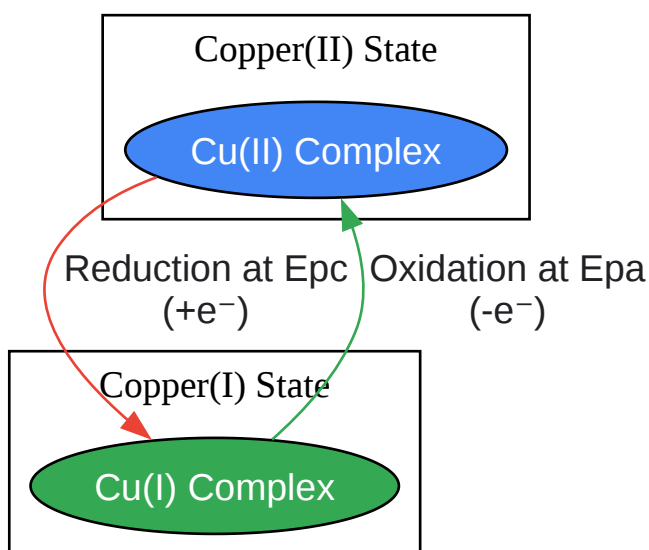 Copper(II) State
Cu(II) Complex
Reduction at Epc
(+e⁻)
Oxidation at Epa
(-e⁻)
Copper(I) State
Cu(I) Complex